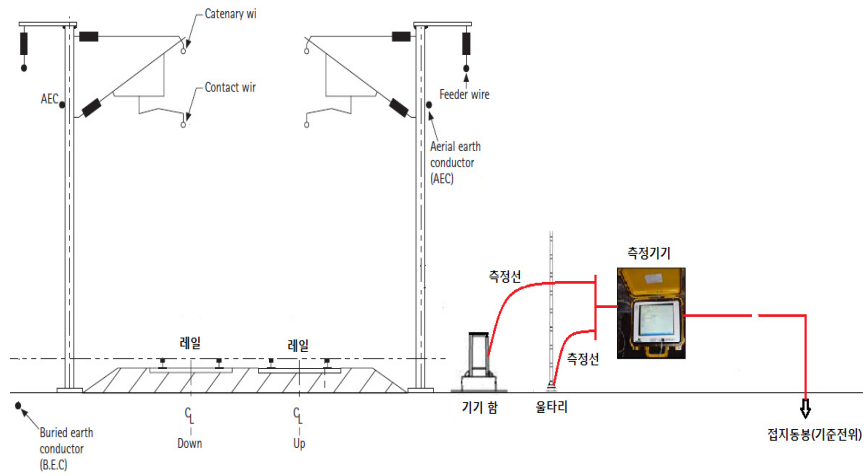 Catenary wi
Contact wir
AEC
Feeder wire
Aerial earth
conductor
(AEC)
측정기기
측정선
측정선
레일
레일
기기 함
울타리
접지동봉(기준전위)
Buried earth
conductor
(B.E.C)
CL
Down
CL
Up